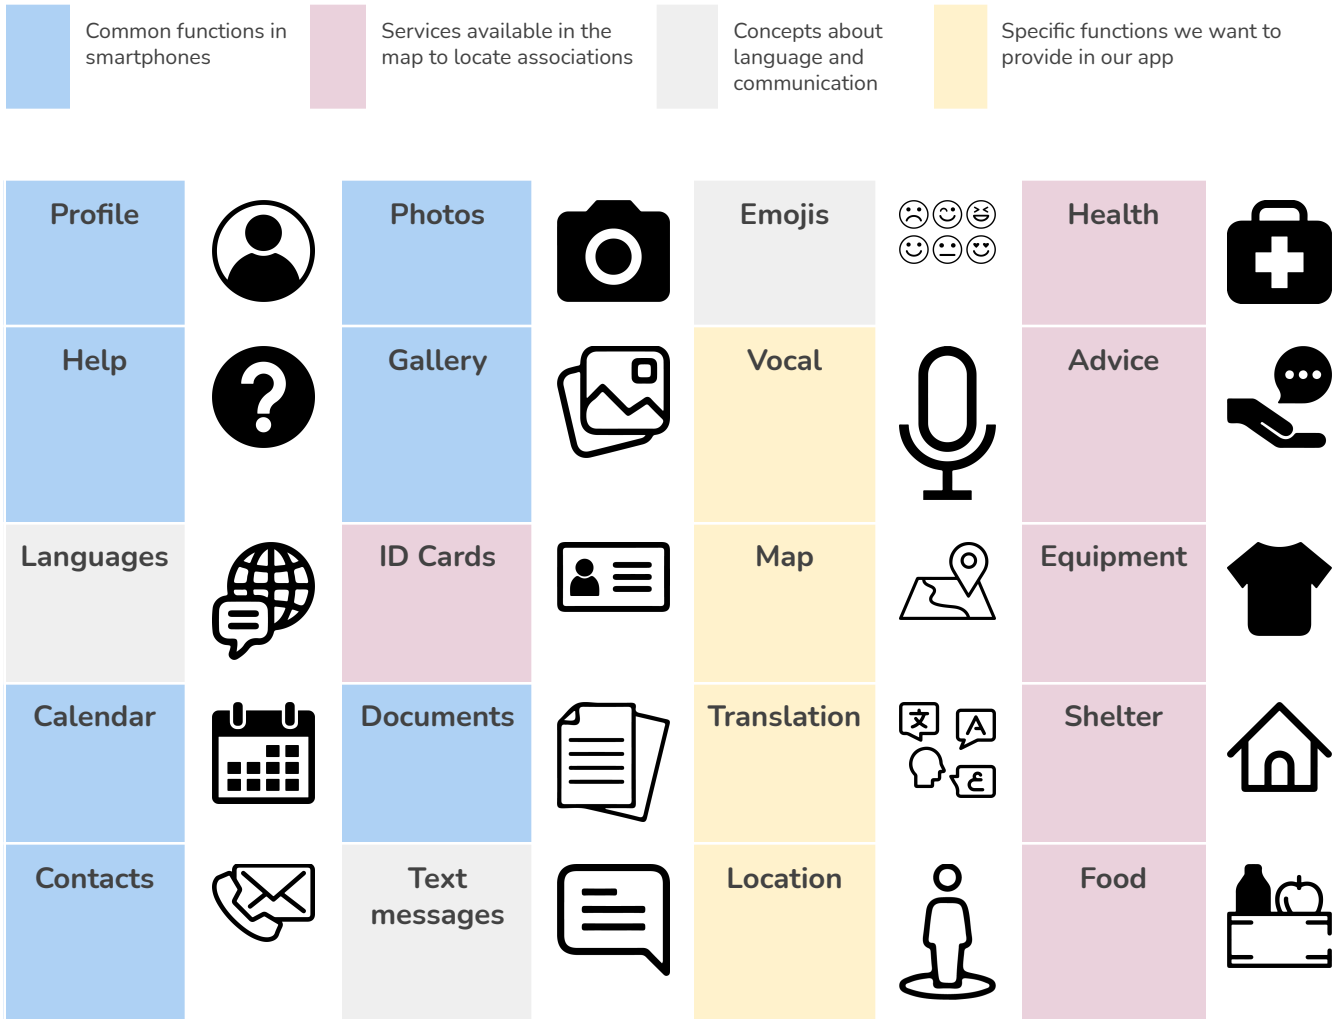 Common functions in
smartphones
Services available in the
map to locate associations
Concepts about
language and
communication
Specific functions we want to
provide in our app
Profile
Photos
Emojis
Health
Help
Gallery
Vocal
Advice
Languages
ID Cards
Map
Equipment
Calendar
Documents
Translation
文
A
ع
Shelter
Contacts
Text
messages
Location
Food